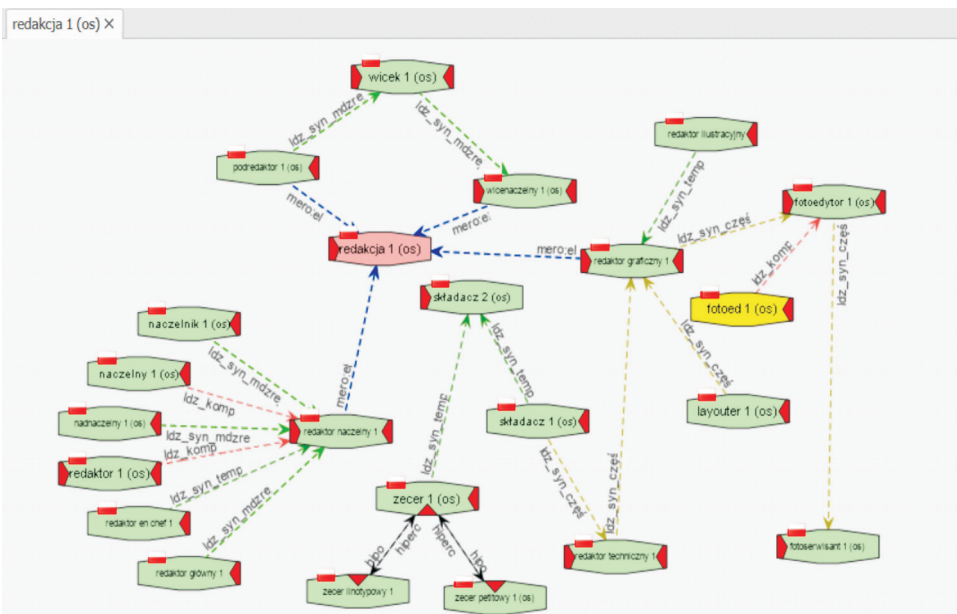 redakcja 1 (os) ×
wicek 1 (os)
ldz_syn_mdzre
ldz_syn_mdzre
redaktor ilustracyjny
podredaktor 1 (os)
wicenaczelny 1 (os)
ldz_syn_temp
fotoedytor 1 (os)
mero:el
mero:el
ldz_syn_częś
redakcja 1 (os)
mero:el
redaktor graficzny 1
ldz_komp
ldz_syn_częś
składacz 2 (os)
fotoed 1 (os)
naczelnik 1 (os)
ldz_syn_mdzre
ldz_syn_częś
naczelny 1 (os)
ldz_komp
mero:el
ldz_syn_temp
ldz_syn_temp
składacz 1 (os)
layouter 1 (os)
nadnaczelny 1 (os)
ldz_syn_mdzre
redaktor naczelny 1
ldz_komp
redaktor 1 (os)
ldz_syn_temp
ldz_syn_częś
ldz_syn_częś
zecer 1 (os)
redaktor en chef 1
ldz_syn_mdzre
hipo
hiperc
hiperc
hipo
redaktor techniczny 1
fotoserwisant 1 (os)
redaktor główny 1
zecer linotypowy 1
zecer petitowy 1 (os)